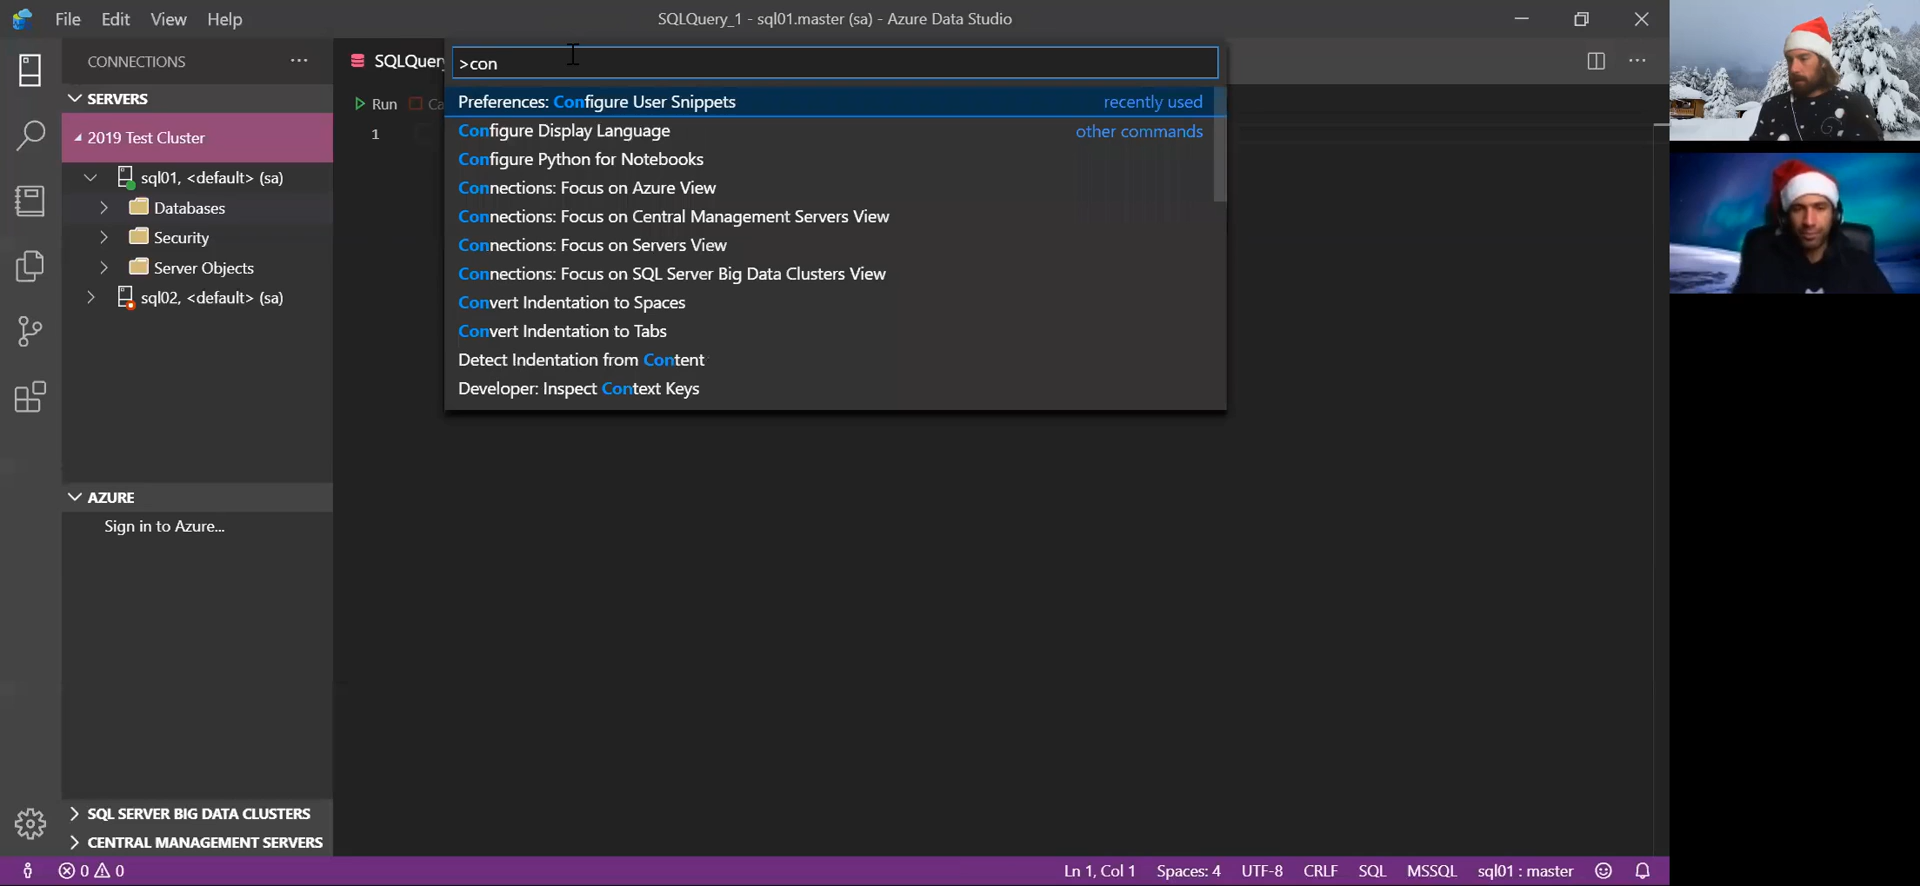 File Edit View Help
SQLQuery_1 - sql01.master (sa) - Azure Data Studio
CONNECTIONS
SERVERS
2019 Test Cluster
sql01, <default> (sa)
Databases
Security
Server Objects
sql02, <default> (sa)
AZURE
Sign in to Azure...
SQL SERVER BIG DATA CLUSTERS
CENTRAL MANAGEMENT SERVERS
SQLQuery
Run Ca
1
>con
Preferences: Configure User Snippets recently used
Configure Display Language other commands
Configure Python for Notebooks
Connections: Focus on Azure View
Connections: Focus on Central Management Servers View
Connections: Focus on Servers View
Connections: Focus on SQL Server Big Data Clusters View
Convert Indentation to Spaces
Convert Indentation to Tabs
Detect Indentation from Content
Developer: Inspect Context Keys
0 0 Ln 1, Col 1 Spaces: 4 UTF-8 CRLF SQL MSSQL sql01 : master